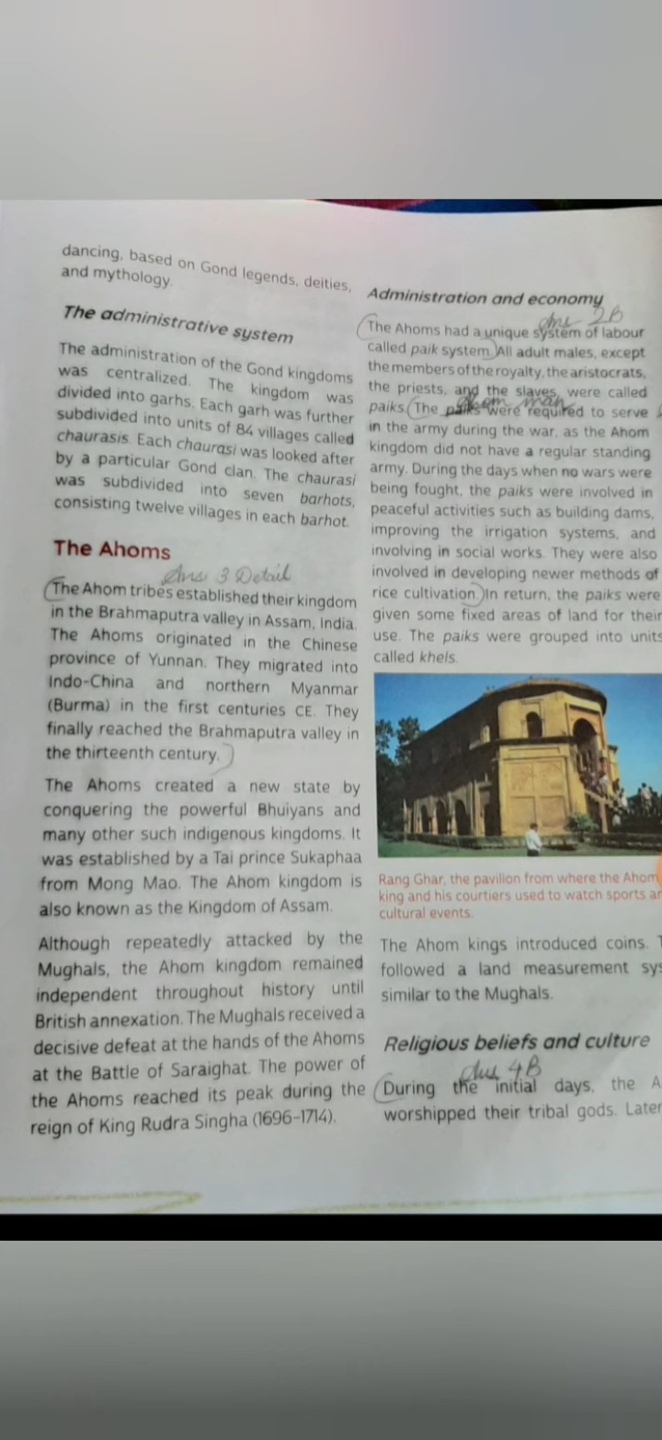 dancing, based on Gond legends, deities,
and mythology.
The administrative system
The administration of the Gond kingdoms
was centralized. The kingdom was
divided into garhs. Each garh was further
subdivided into units of 84 villages called
chaurasis. Each chaurasi was looked after
by a particular Gond clan. The chaurasi
was subdivided into seven barhots,
consisting twelve villages in each barhot.
The Ahoms
Ans 3 Detail
The Ahom tribes established their kingdom
in the Brahmaputra valley in Assam, India.
The Ahoms originated in the Chinese
province of Yunnan. They migrated into
Indo-China and northern Myanmar
(Burma) in the first centuries CE. They
finally reached the Brahmaputra valley in
the thirteenth century.
The Ahoms created a new state by
conquering the powerful Bhuiyans and
many other such indigenous kingdoms. It
was established by a Tai prince Sukaphaa
from Mong Mao. The Ahom kingdom is
also known as the Kingdom of Assam.
Although repeatedly attacked by the
Mughals, the Ahom kingdom remained
independent throughout history until
British annexation. The Mughals received a
decisive defeat at the hands of the Ahoms
at the Battle of Saraighat. The power of
the Ahoms reached its peak during the
reign of King Rudra Singha (1696–1714).
Administration and economy
Ans 2B
The Ahoms had a unique system of labour
called paik system. All adult males, except
the members of the royalty, the aristocrats,
the priests, and the slaves, were called
Ahom man
paiks. The paiks were required to serve
in the army during the war, as the Ahom
kingdom did not have a regular standing
army. During the days when no wars were
being fought, the paiks were involved in
peaceful activities such as building dams,
improving the irrigation systems, and
involving in social works. They were also
involved in developing newer methods of
rice cultivation. In return, the paiks were
given some fixed areas of land for their
use. The paiks were grouped into units
called khels.
Rang Ghar, the pavilion from where the Ahom
king and his courtiers used to watch sports
cultural events.
The Ahom kings introduced coins.
followed a land measurement
similar to the Mughals.
Religious beliefs and culture
Ans 4B
During the initial days, the
worshipped their tribal gods. Later